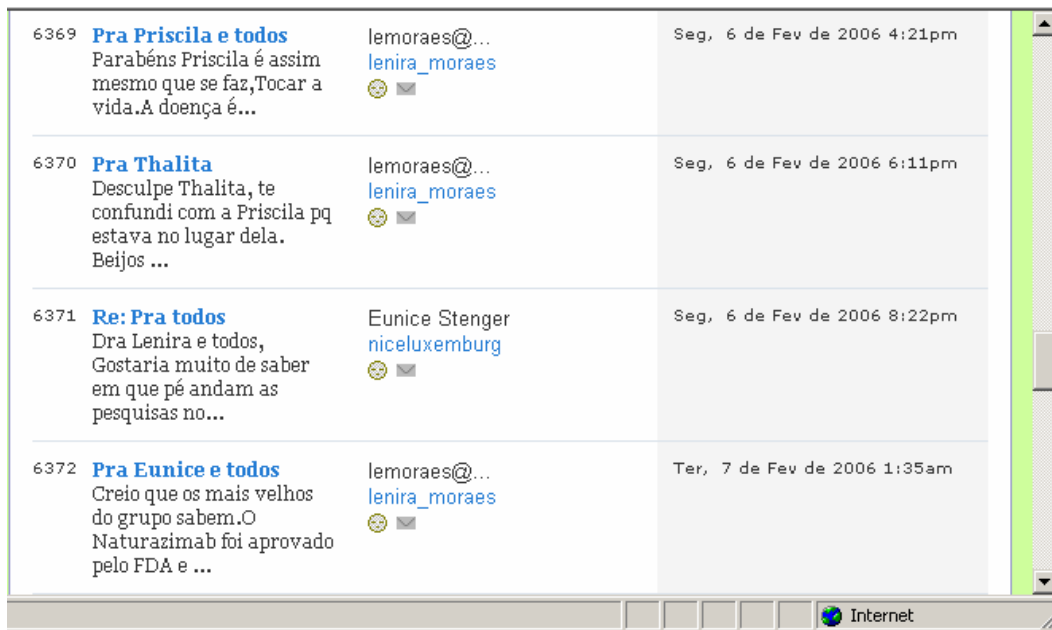 6369 Pra Priscila e todos lemoraes@... Seg, 6 de Fev de 2006 4:21pm
Parabéns Priscila é assim lenira_moraes
mesmo que se faz,Tocar a
vida.A doença é...
6370 Pra Thalita lemoraes@... Seg, 6 de Fev de 2006 6:11pm
Desculpe Thalita, te lenira_moraes
confundi com a Priscila pq
estava no lugar dela.
Beijos ...
6371 Re: Pra todos Eunice Stenger Seg, 6 de Fev de 2006 8:22pm
Dra Lenira e todos, niceluxemburg
Gostaria muito de saber
em que pé andam as
pesquisas no...
6372 Pra Eunice e todos lemoraes@... Ter, 7 de Fev de 2006 1:35am
Creio que os mais velhos lenira_moraes
do grupo sabem.O
Naturazimab foi aprovado
pelo FDA e ...
Internet